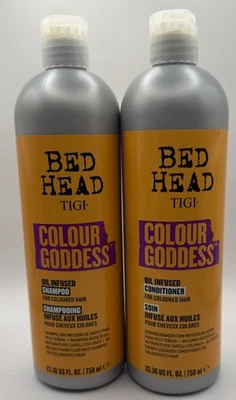 BED
HEAD
TIGI
COLOUR
GODDESS™
OIL INFUSED
SHAMPOO
FOR COLOURED HAIR
SHAMPOOING
INFUSÉ AUX HUILES
POUR CHEVEUX COLORÉS
25.36 US FL. OZ. | 750 ml ℮
BED
HEAD
TIGI
COLOUR
GODDESS™
OIL INFUSED
CONDITIONER
FOR COLOURED HAIR
SOIN
INFUSÉ AUX HUILES
POUR CHEVEUX COLORÉS
25.36 US FL. OZ. | 750 ml ℮